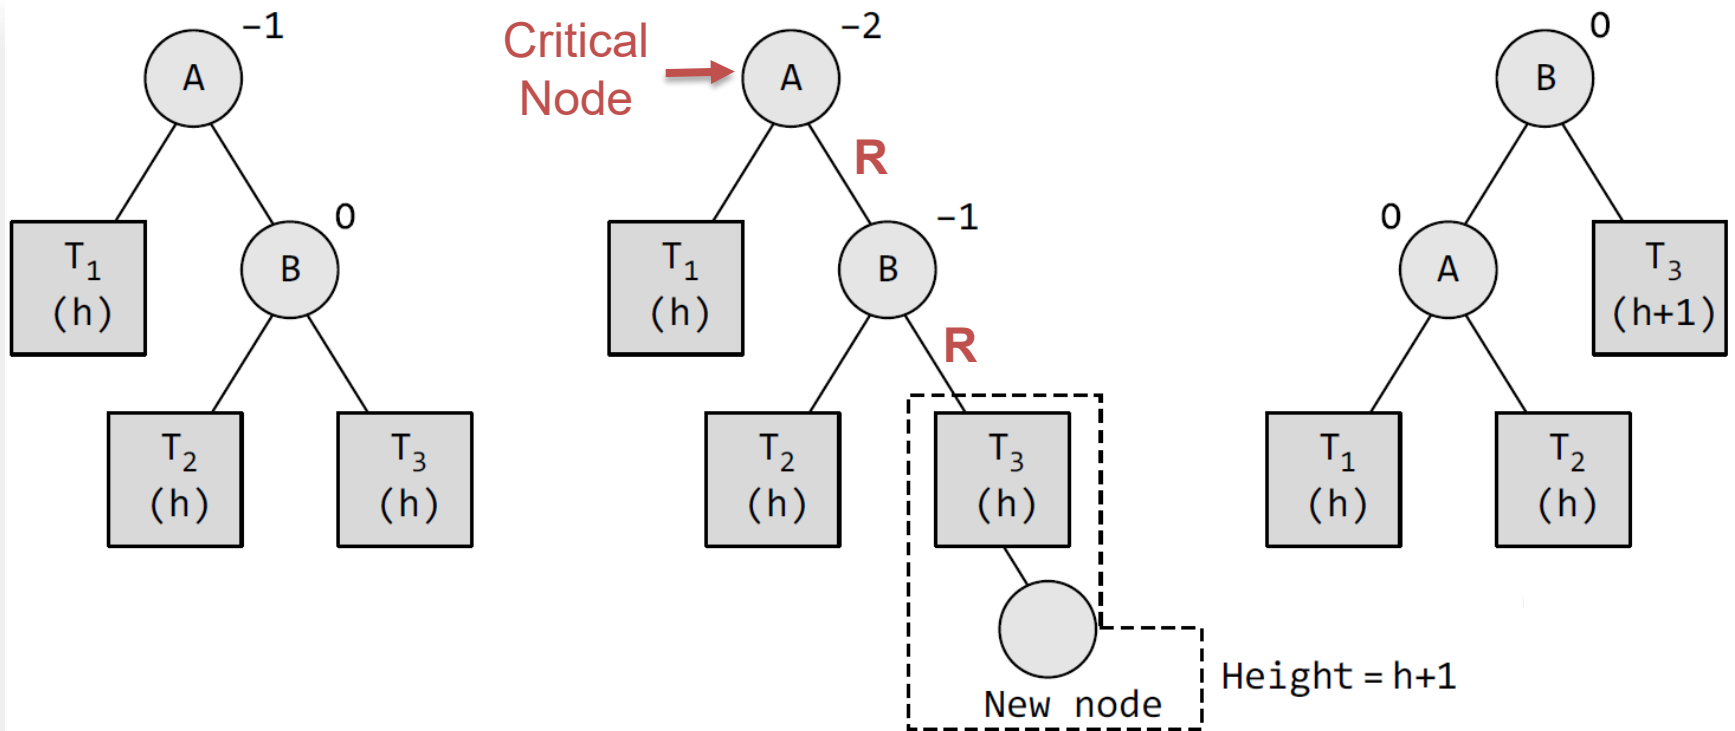 -1
A
T1
(h)
0
B
T2
(h)
T3
(h)
Critical
Node
-2
A
R
T1
(h)
-1
B
R
T2
(h)
T3
(h)
New node
Height = h+1
0
B
0
A
T3
(h+1)
T1
(h)
T2
(h)